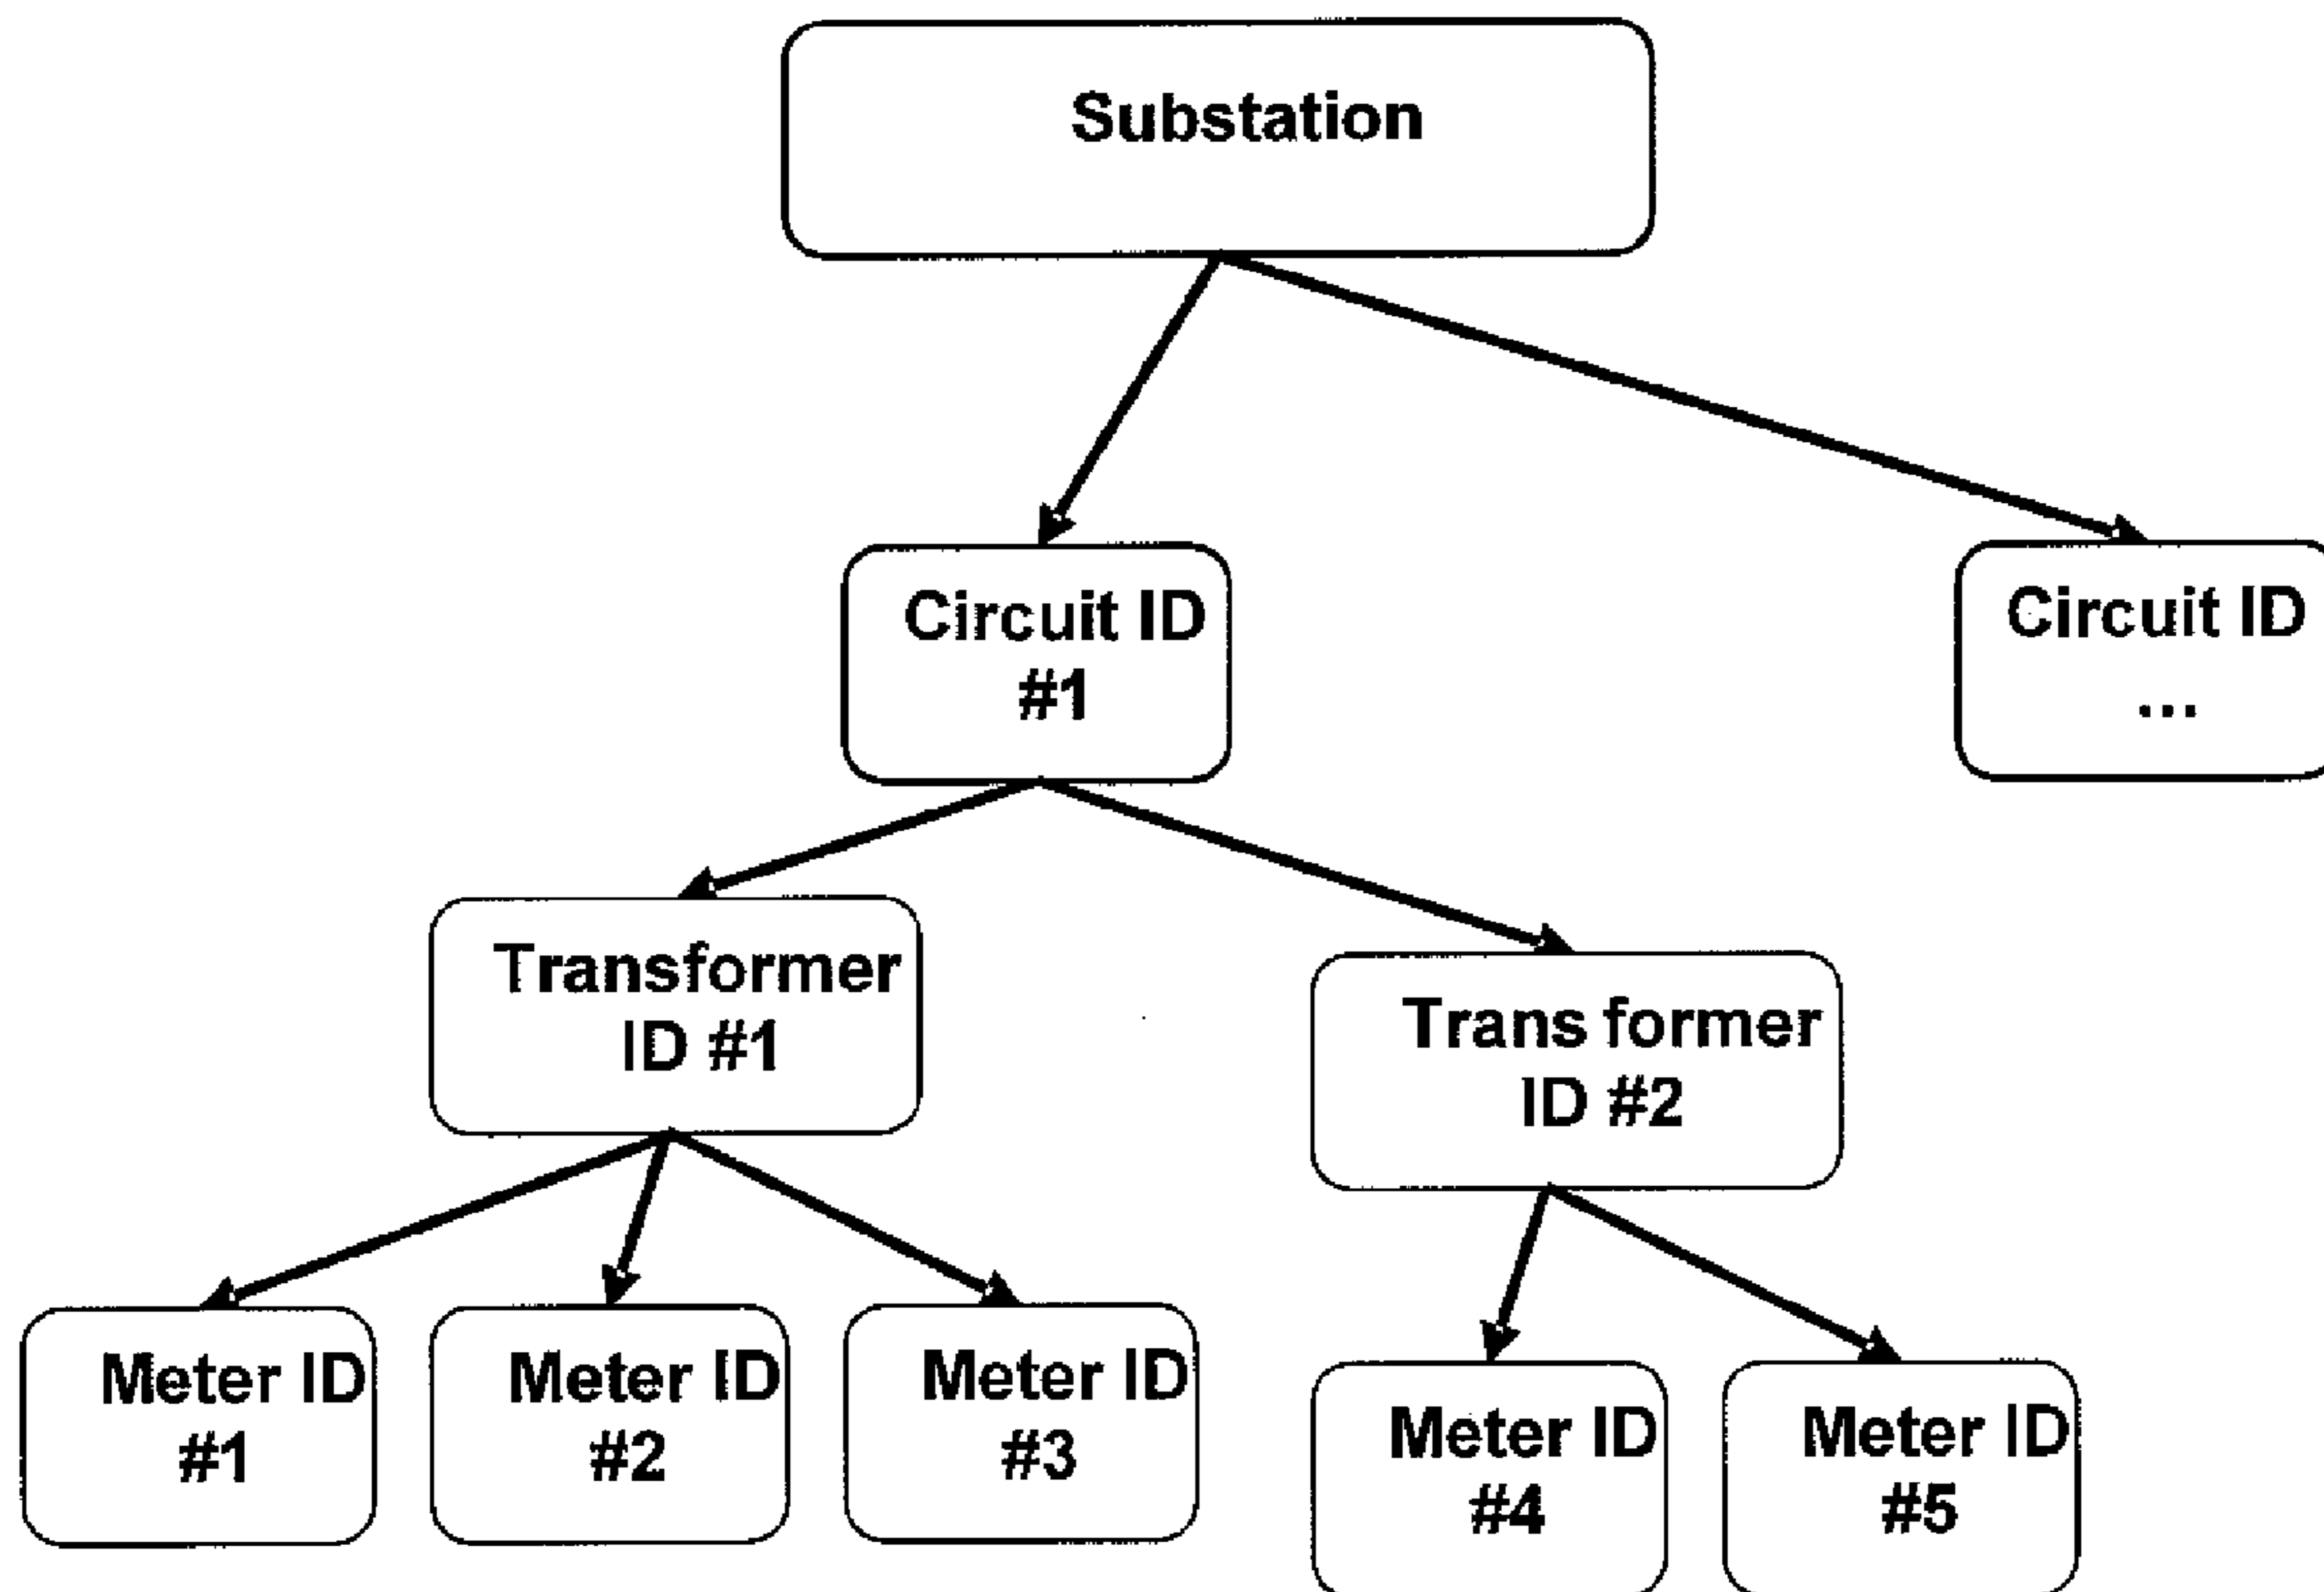 Substation
Circuit ID
#1
Circuit ID
...
Transformer
ID #1
Trans former
ID #2
Meter ID
#1
Meter ID
#2
Meter ID
#3
Meter ID
#4
Meter ID
#5